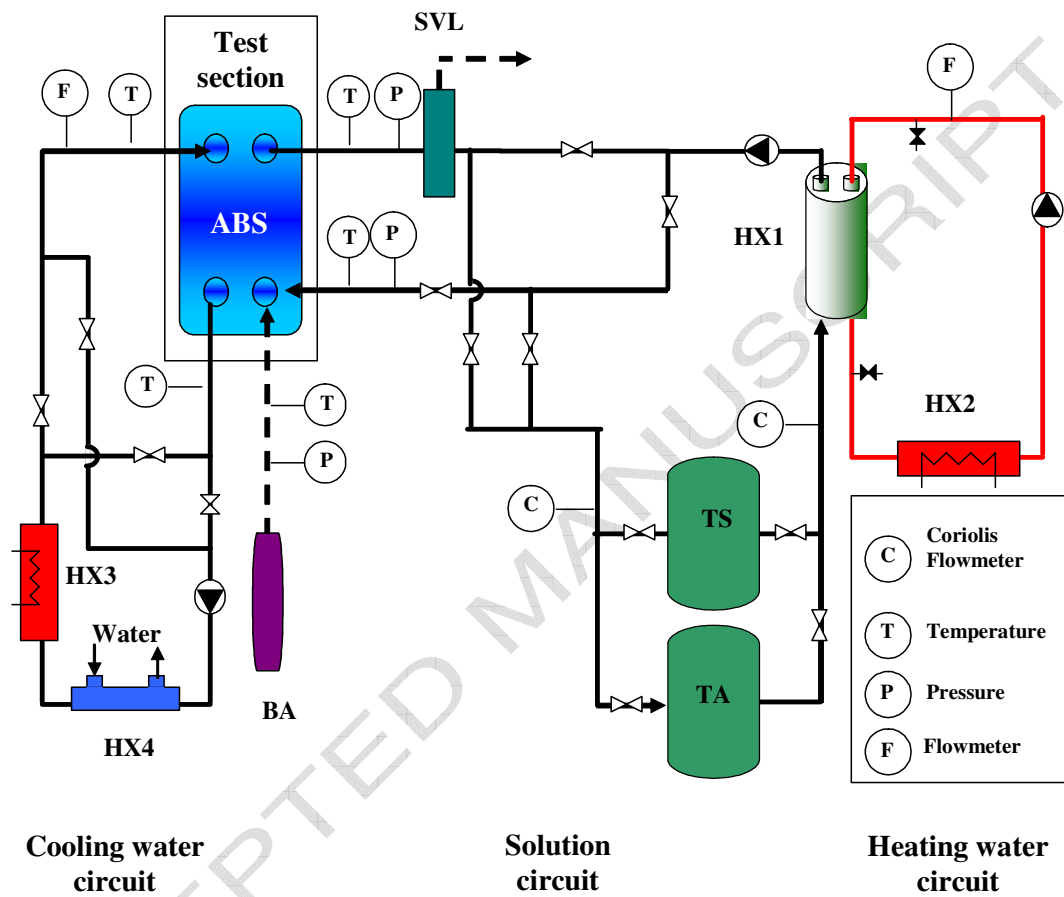 SVL
Test
section
F
T
T
P
F
ABS
HX1
T
P
T
T
P
C
HX2
C
TS
HX3
Water
BA
HX4
TA
C
Coriolis
Flowmeter
T
Temperature
P
Pressure
F
Flowmeter
Cooling water
circuit
Solution
circuit
Heating water
circuit
EPTED MANUSCRIPT